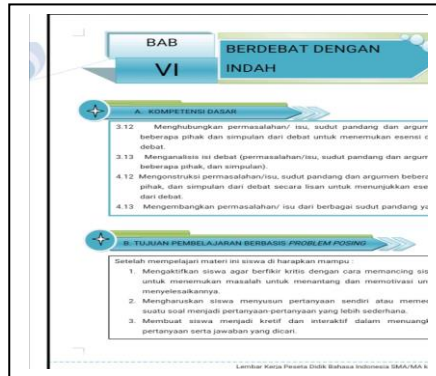 BAB
VI
BERDEBAT DENGAN
INDAH
A. KOMPETENSI DASAR
3.12 Menghubungkan permasalahan/ isu, sudut pandang dan argum
beberapa pihak dan simpulan dari debat untuk menemukan esensi d
debat.
3.13 Menganalisis isi debat (permasalahan/isu, sudut pandang dan argum
beberapa pihak, dan simpulan).
4.12 Mengonstruksi permasalahan/isu, sudut pandang dan argumen bebera
pihak, dan simpulan dari debat secara lisan untuk menunjukkan ese
dari debat.
4.13 Mengembangkan permasalahan/ isu dari berbagai sudut pandang ya
B. TUJUAN PEMBELAJARAN BERBASIS PROBLEM POSING
Setelah mempelajari materi ini siswa di harapkan mampu :
1. Mengaktifkan siswa agar berfikir kritis dengan cara memancing sis
untuk menemukan masalah untuk menantang dan memotivasi un
menyelesaikannya.
2. Mengharuskan siswa menyusun pertanyaan sendiri atau meme
suatu soal menjadi pertanyaan-pertanyaan yang lebih sederhana.
3. Membuat siswa menjadi kretif dan interaktif dalam menuangk
pertanyaan serta jawaban yang dicari.
Lembar Kerja Peseta Didik Bahasa Indonesia SMA/MA k